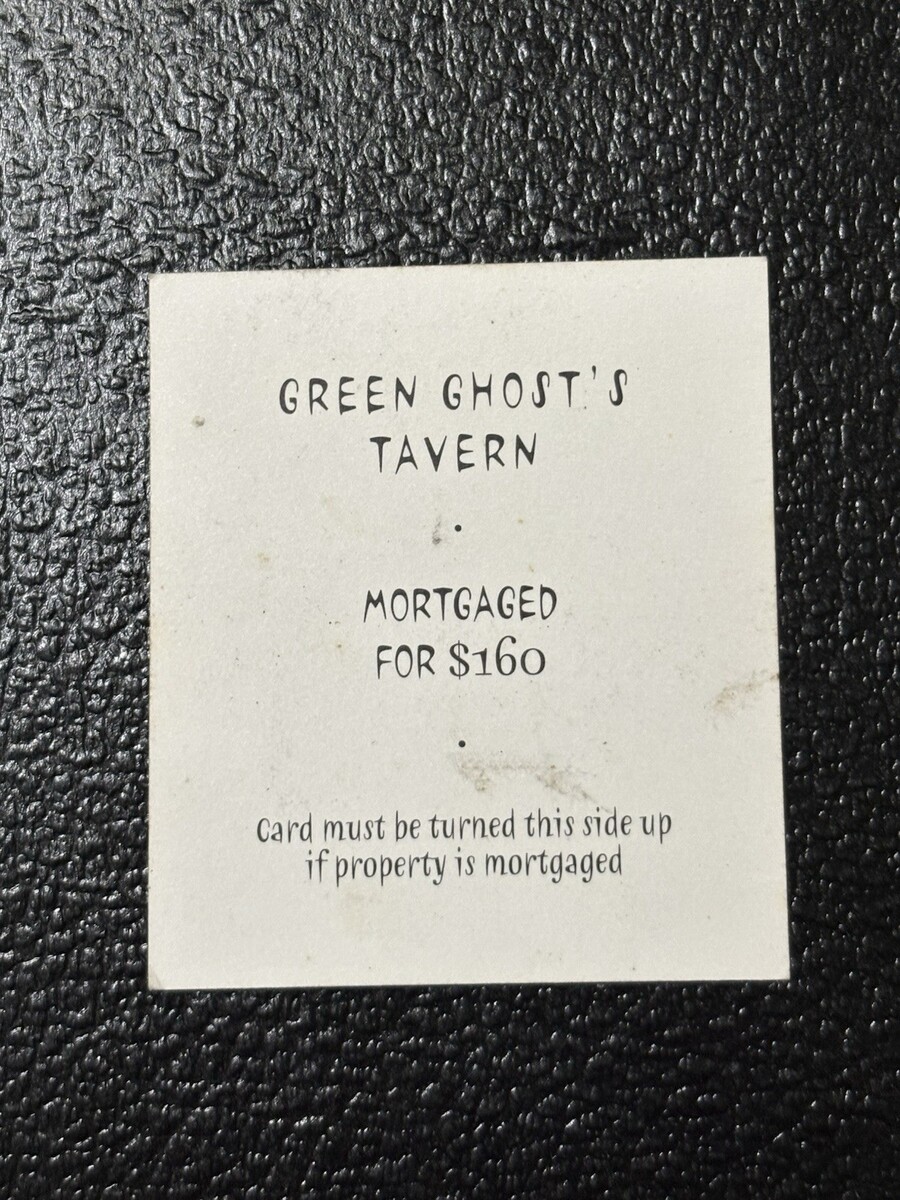 GREEN GHOST'S
TAVERN
•
MORTGAGED
FOR $160
•
Card must be turned this side up
if property is mortgaged